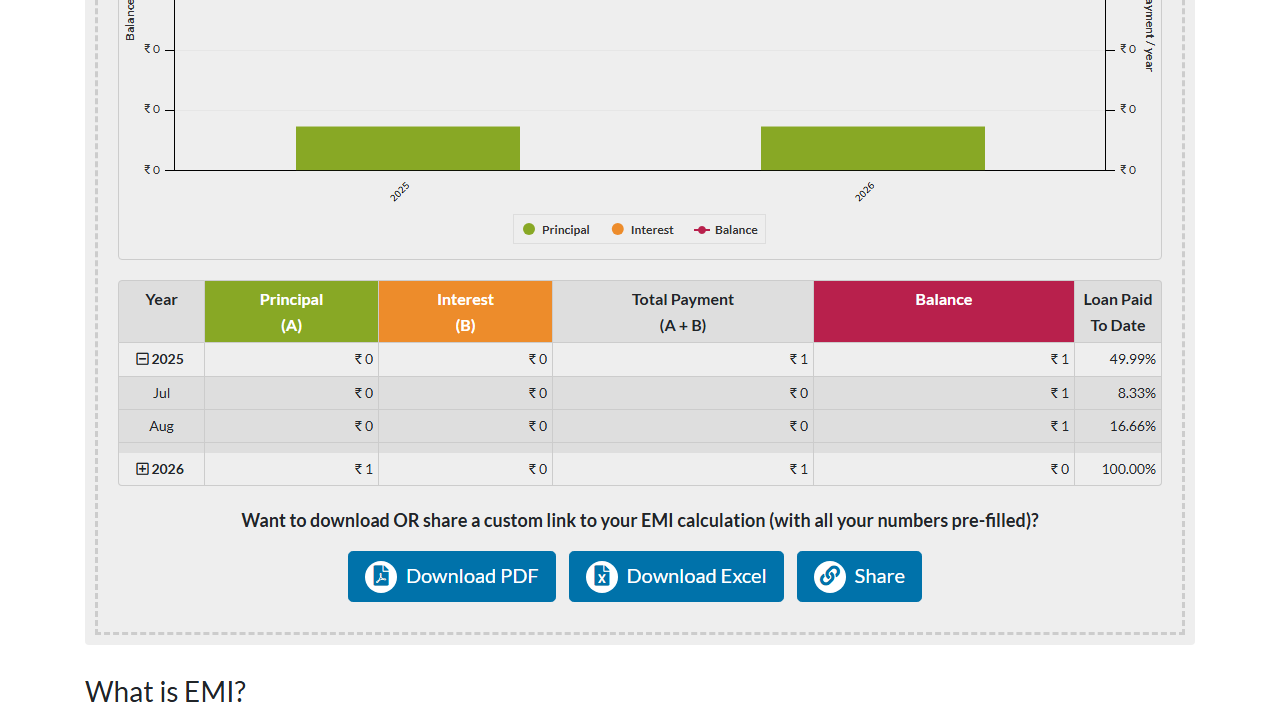 Balance
ayment / year
₹ 0 ₹ 0
₹ 0 ₹ 0
₹ 0 ₹ 0
2025 2026
Principal Interest Balance
Year Principal Interest Total Payment Balance Loan Paid
(A) (B) (A + B) To Date
2025 ₹ 0 ₹ 0 ₹ 1 ₹ 1 49.99%
Jul ₹ 0 ₹ 0 ₹ 0 ₹ 1 8.33%
Aug ₹ 0 ₹ 0 ₹ 0 ₹ 1 16.66%
2026 ₹ 1 ₹ 0 ₹ 1 ₹ 0 100.00%
Want to download OR share a custom link to your EMI calculation (with all your numbers pre-filled)?
Download PDF Download Excel Share
What is EMI?